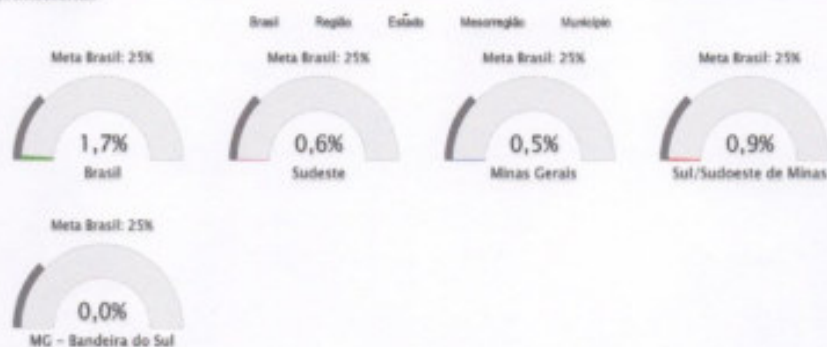 Brasil Região Estado Mesorregião Município
Meta Brasil: 25% Meta Brasil: 25% Meta Brasil: 25% Meta Brasil: 25%
1,7% 0,6% 0,5% 0,9%
Brasil Sudeste Minas Gerais Sul/Sudoeste de Minas
Meta Brasil: 25%
0,0%
MG - Bandeira do Sul